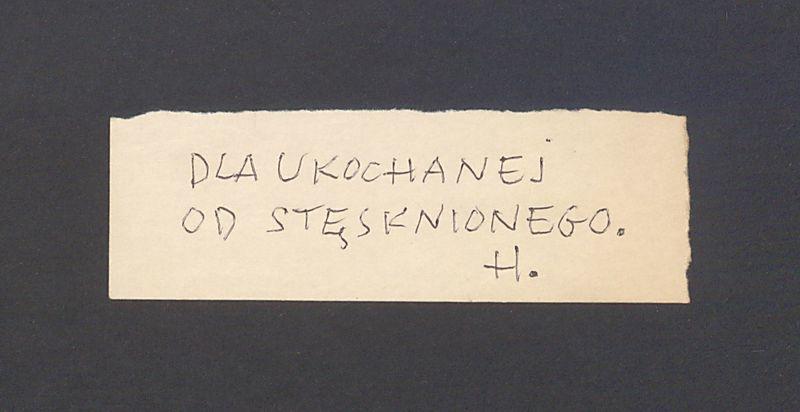 DLA UKOCHANEJ
OD STĘSKNIONEGO.
H.